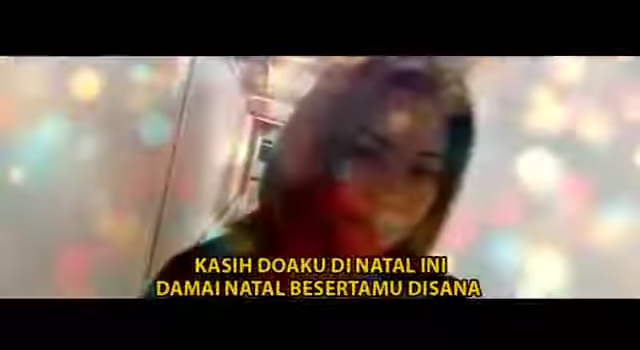 KASIH DOAKU DI NATAL INI
DAMAI NATAL BESERTAMU DISANA